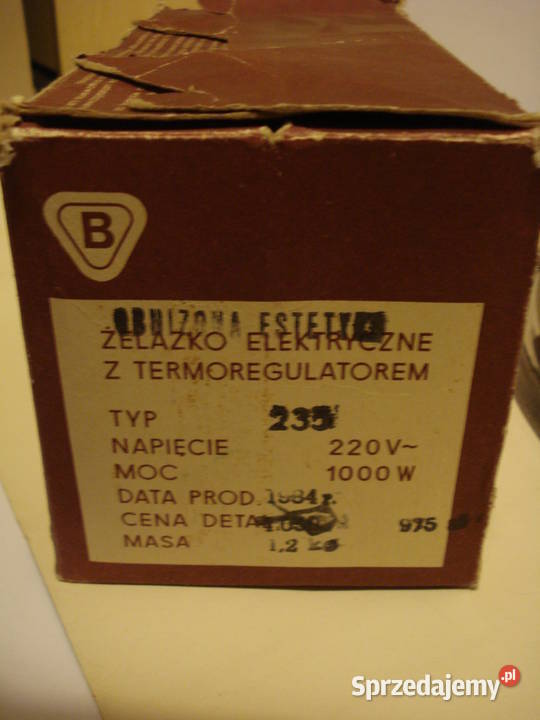 B
OBNIŻONA ESTETYKA
ŻELAZKO ELEKTRYCZNE
Z TERMOREGULATOREM
TYP 235
NAPIĘCIE 220V~
MOC 1000W
DATA PROD. 1984 r.
CENA DETAL 975
MASA 1,2 kg
Sprzedajemy.pl